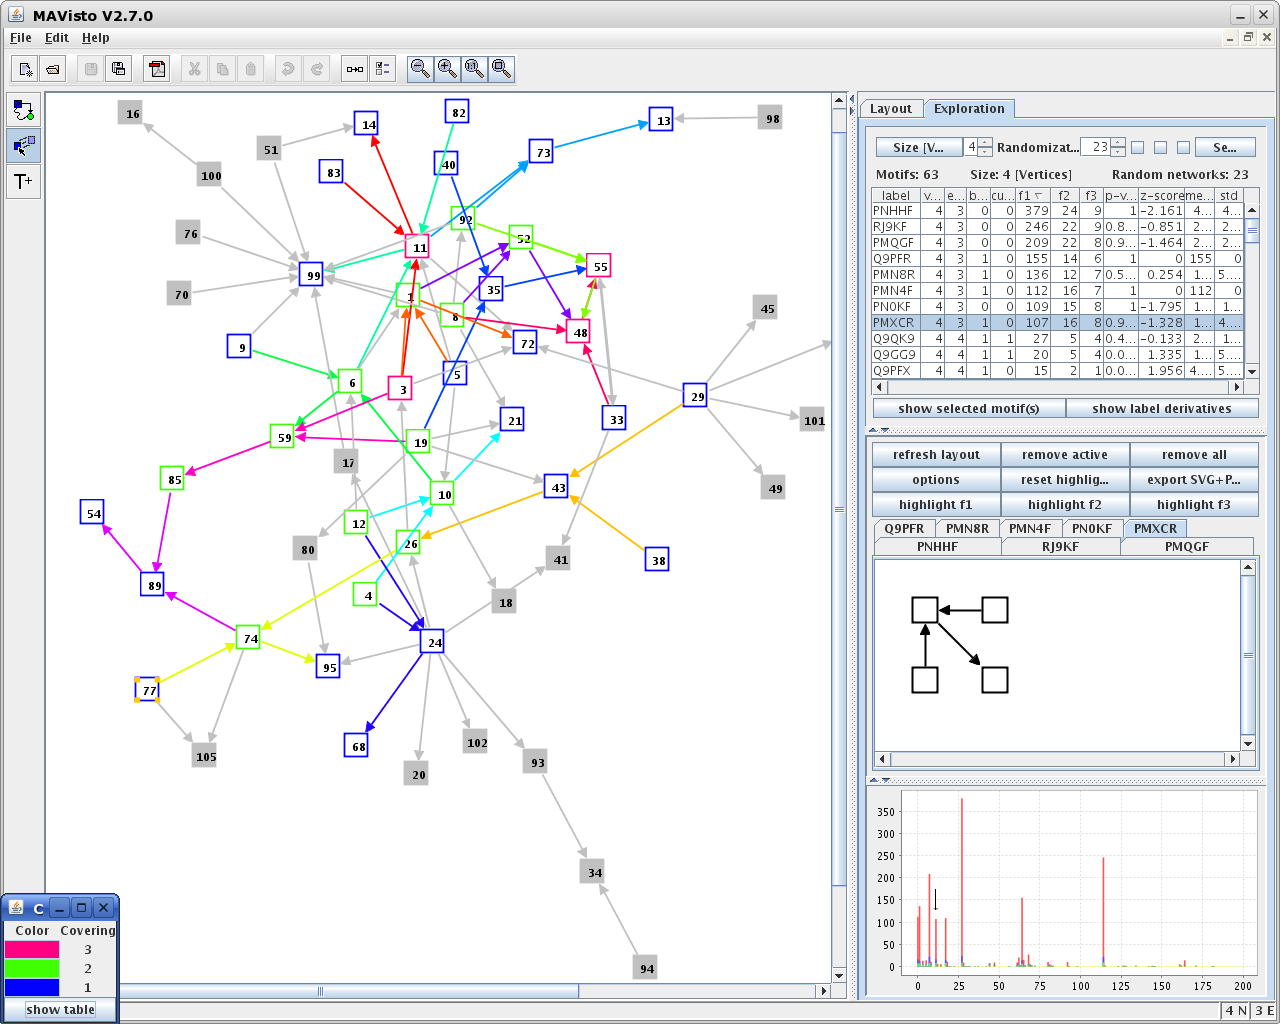 MAVisto V2.7.0
File Edit Help
Layout Exploration
Size [V... 4 Randomizat... 23 Se...
Motifs: 63 Size: 4 [Vertices] Random networks: 23
label v... e... b... cu... f1 f2 f3 p-v... z-score me... std
PNHHF 4 3 0 0 379 24 9 1 -2.161 4... 4...
RJ9KF 4 3 0 0 246 22 9 0.8... -0.851 2... 2...
PMQGF 4 3 0 0 209 22 8 0.9... -1.464 2... 2...
Q9PFR 4 3 1 0 155 14 6 1 0 155 0
PMN8R 4 3 1 0 136 12 7 0.5... 0.254 1... 5....
PMN4F 4 3 1 0 112 16 7 1 0 112 0
PN0KF 4 3 0 0 109 15 8 1 -1.795 1... 1...
PMXCR 4 3 1 0 107 16 8 0.9... -1.328 1... 4....
Q9QK9 4 4 1 1 27 5 4 0.4... -0.133 2... 1...
Q9GG9 4 4 1 1 20 5 4 0.0... 1.335 1... 5....
Q9PFX 4 4 1 1 15 2 1 0.0... 1.956 4.... 5....
show selected motif(s) show label derivatives
refresh layout remove active remove all
options reset highlig... export SVG+P...
highlight f1 highlight f2 highlight f3
Q9PFR PMN8R PMN4F PN0KF PMXCR
PNHHF RJ9KF PMQGF
350
300
250
200
150
100
50
0
0 25 50 75 100 125 150 175 200
16 14 82 13 98
51 83 40 73
100 92
76 11 52
99 55
70 1 35 45
8 48
9 72
6 3 5 29
59 19 21 33 101
17
85 10 43 49
54 12
80 26 41 38
89 4 18
74 24
95
77
105 68 102
20 93
34
94
C
Color Covering
3
2
1
show table
4 N 3 E